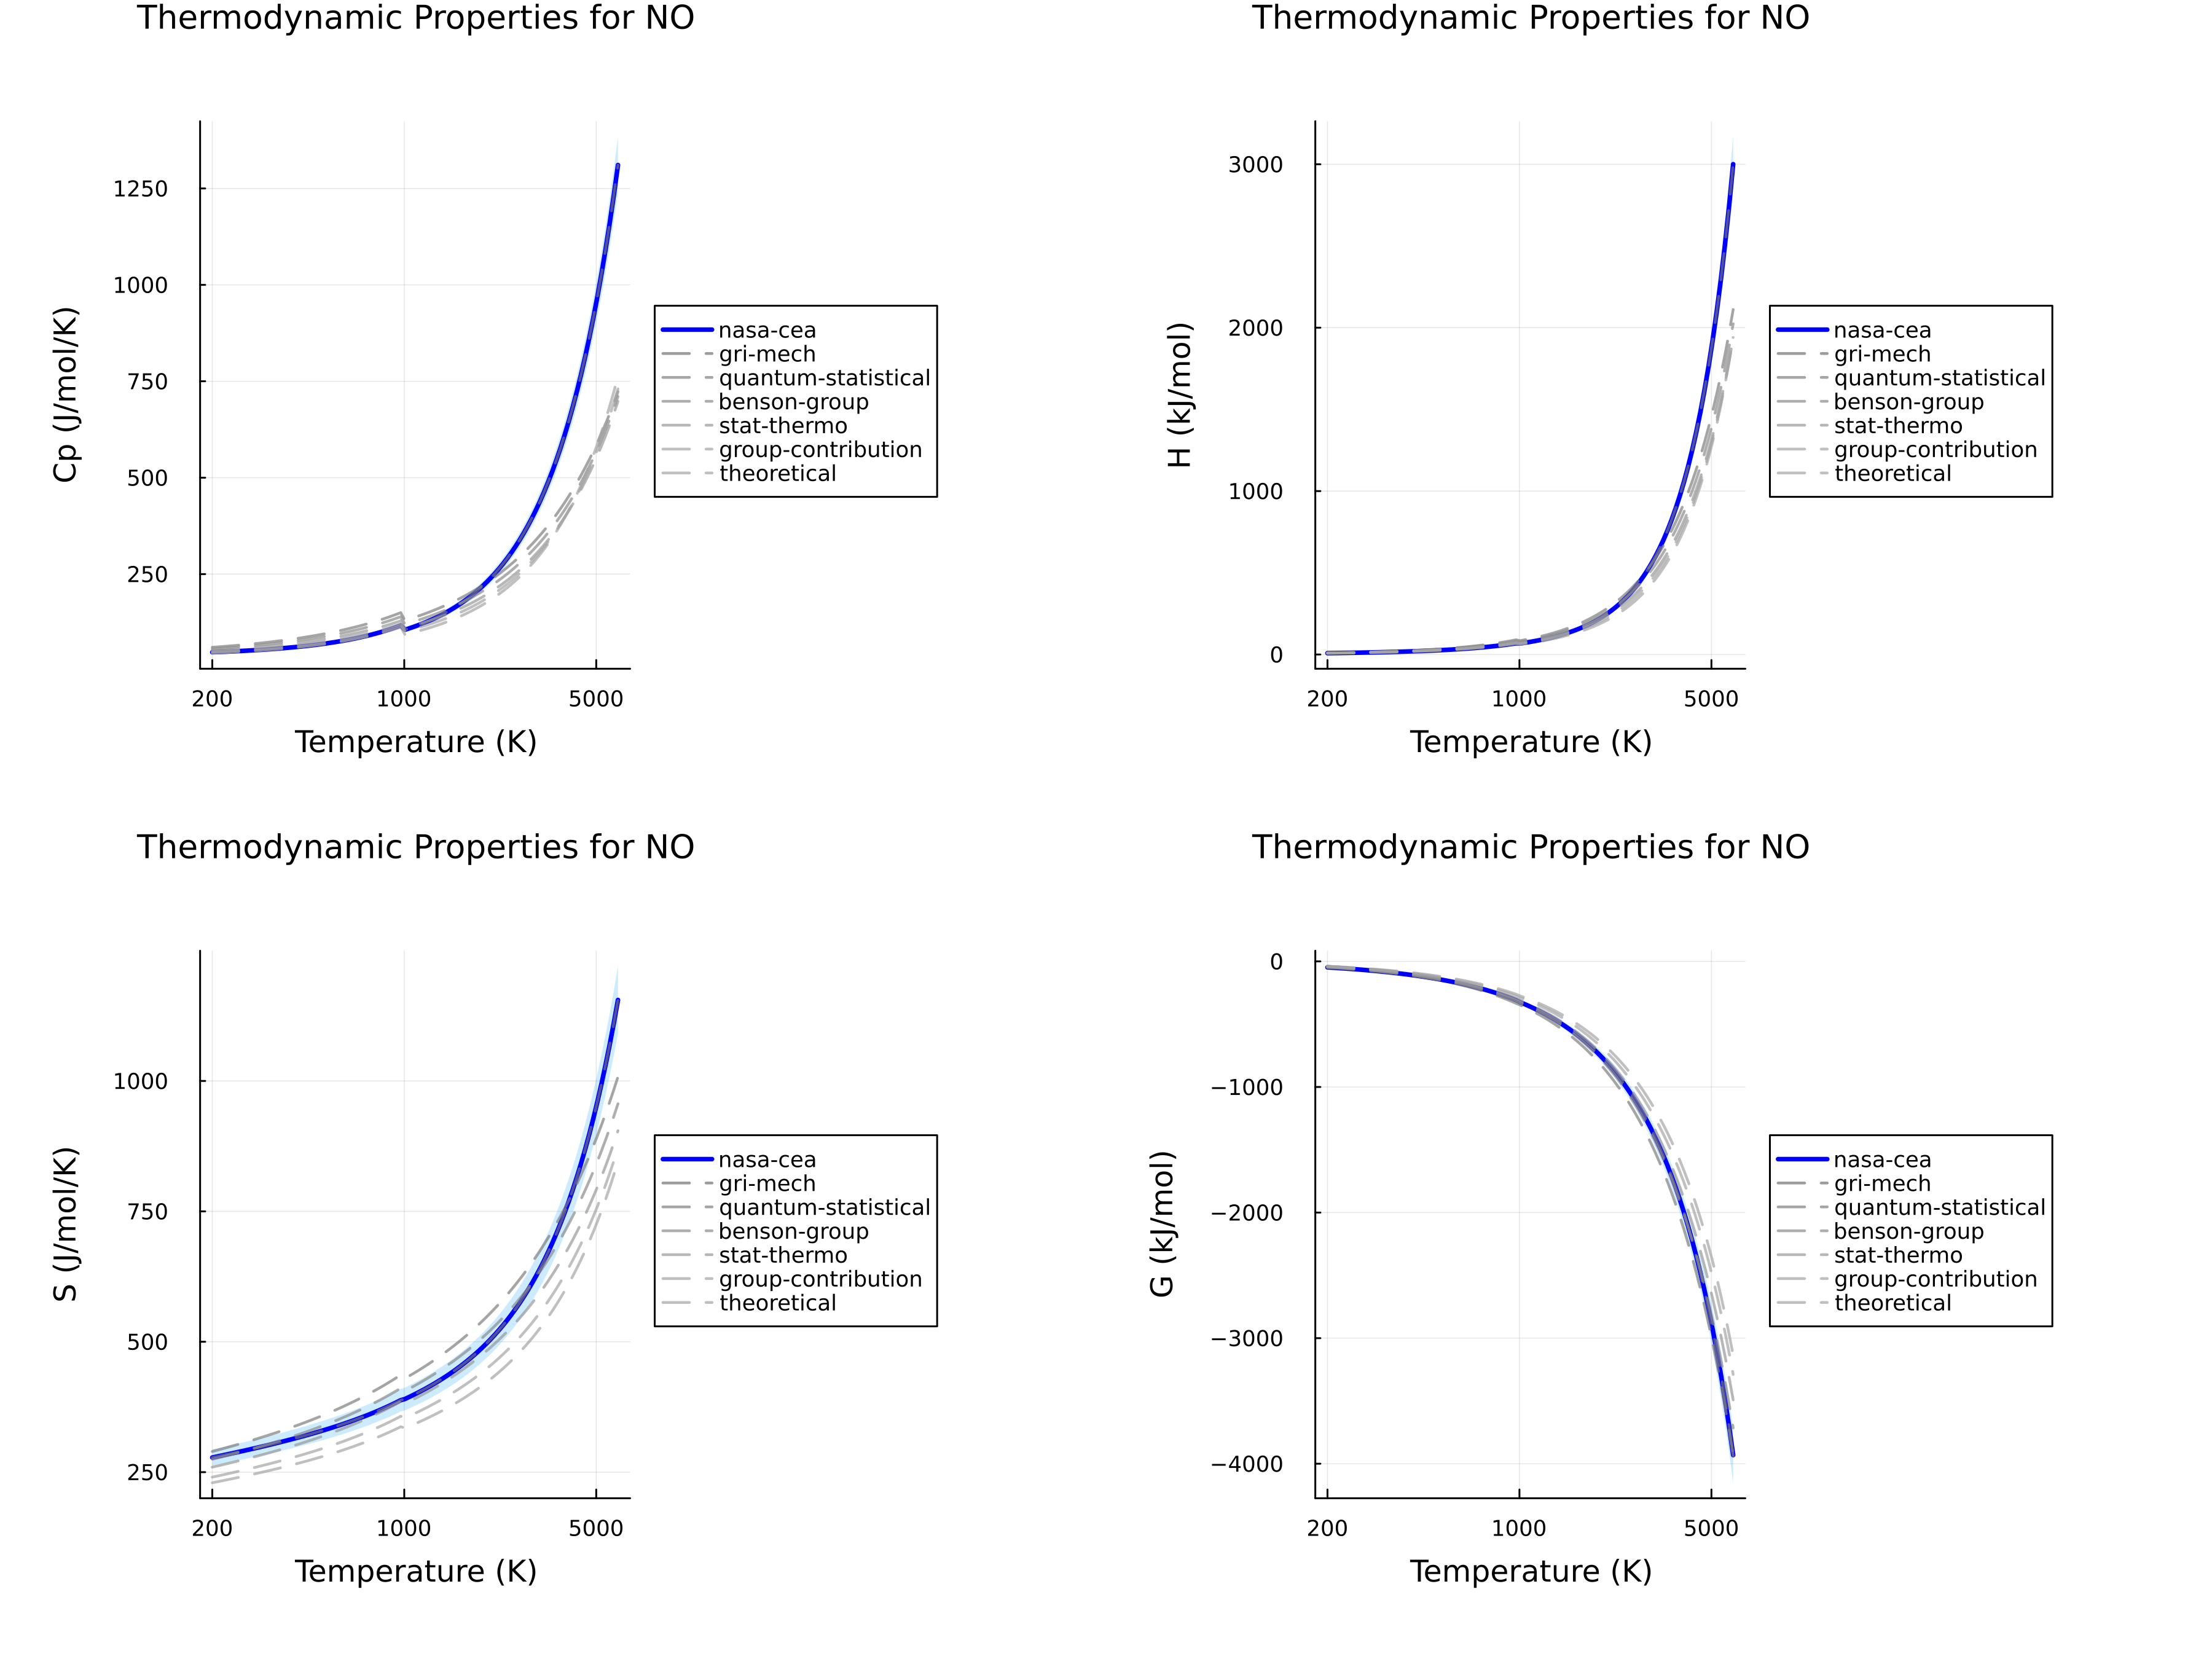 Thermodynamic Properties for NO
Cp (J/mol/K)
1250
1000
750
500
250
200
1000
5000
Temperature (K)
nasa-cea
gri-mech
quantum-statistical
benson-group
stat-thermo
group-contribution
theoretical
Thermodynamic Properties for NO
H (kJ/mol)
3000
2000
1000
0
200
1000
5000
Temperature (K)
nasa-cea
gri-mech
quantum-statistical
benson-group
stat-thermo
group-contribution
theoretical
Thermodynamic Properties for NO
S (J/mol/K)
1000
750
500
250
200
1000
5000
Temperature (K)
nasa-cea
gri-mech
quantum-statistical
benson-group
stat-thermo
group-contribution
theoretical
Thermodynamic Properties for NO
G (kJ/mol)
0
−1000
−2000
−3000
−4000
200
1000
5000
Temperature (K)
nasa-cea
gri-mech
quantum-statistical
benson-group
stat-thermo
group-contribution
theoretical